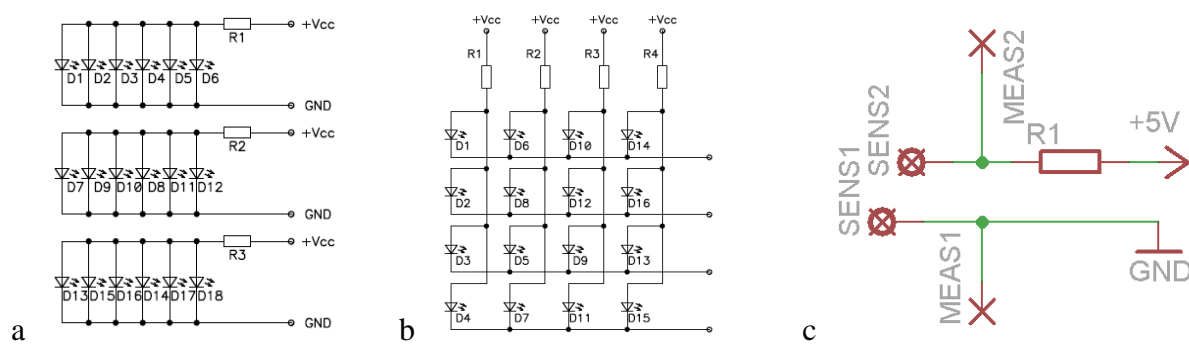 +Vcc
R1
D1 D2 D3 D4 D5 D6
GND
+Vcc
R2
D7 D9 D10 D8 D11 D12
GND
+Vcc
R3
D13 D15 D16 D14 D17 D18
GND
a
+Vcc +Vcc +Vcc +Vcc
R1 R2 R3 R4
D1 D6 D10 D14
D2 D8 D12 D16
D3 D5 D9 D13
D4 D7 D11 D15
b
MEAS2
SENS2
R1
+5V
SENS1
MEAS1
GND
c